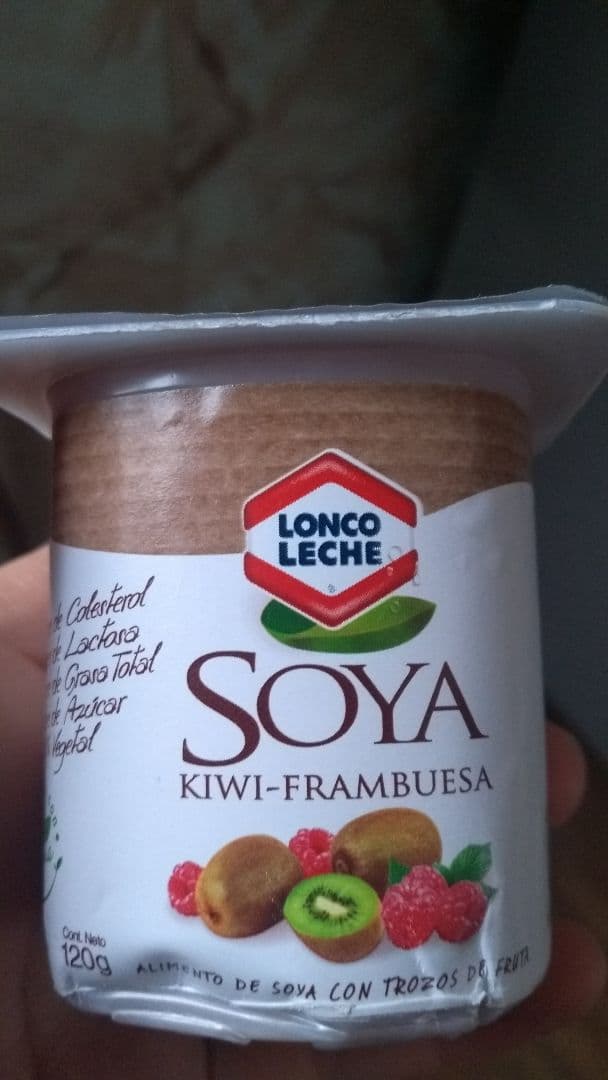 LONCO
LECHE
®
de Colesterol
de Lactosa
de Grasa Total
de Azúcar
Vegetal
SOYA
KIWI-FRAMBUESA
Cont. Neto
120g
ALIMENTO DE SOYA CON TROZOS DE FRUTA